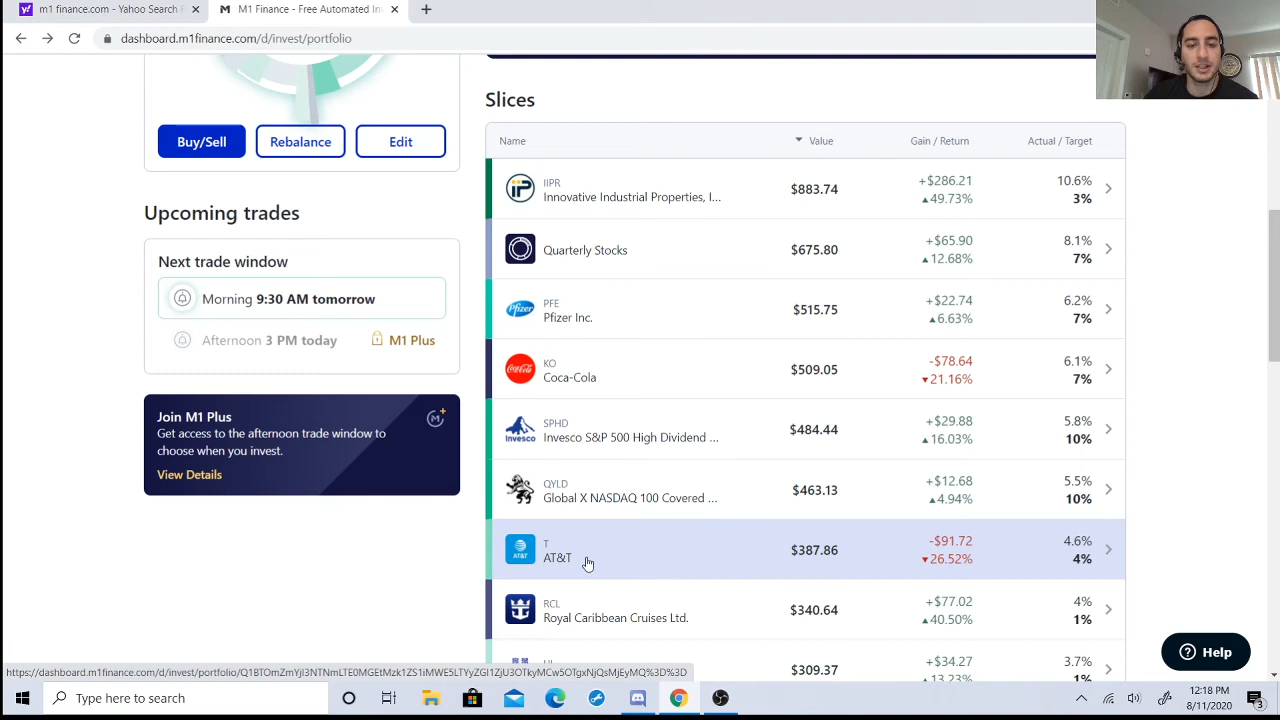 m1 finance.com - Yahoo Search R
M1 Finance - Free Automated In
dashboard.m1finance.com/d/invest/portfolio
Buy/Sell
Rebalance
Edit
Upcoming trades
Next trade window
Morning 9:30 AM tomorrow
Afternoon 3 PM today
M1 Plus
Join M1 Plus
Get access to the afternoon trade window to
choose when you invest.
View Details
Slices
Name Value Gain / Return Actual / Target
IIPR
Innovative Industrial Properties, I...
$883.74
+$286.21
▲49.73%
10.6%
3%
Quarterly Stocks
$675.80
+$65.90
▲12.68%
8.1%
7%
Pfizer
PFE
Pfizer Inc.
$515.75
+$22.74
▲6.63%
6.2%
7%
Coca-Cola
KO
Coca-Cola
$509.05
-$78.64
▼21.16%
6.1%
7%
Invesco
SPHD
Invesco S&P 500 High Dividend ...
$484.44
+$29.88
▲16.03%
5.8%
10%
QYLD
Global X NASDAQ 100 Covered ...
$463.13
+$12.68
▲4.94%
5.5%
10%
AT&T
T
AT&T
$387.86
-$91.72
▼26.52%
4.6%
4%
RCL
Royal Caribbean Cruises Ltd.
$340.64
+$77.02
▲40.50%
4%
1%
$309.37
+$34.27
▲13.23%
3.7%
1%
Help
Type here to search
12:18 PM
8/11/2020
3